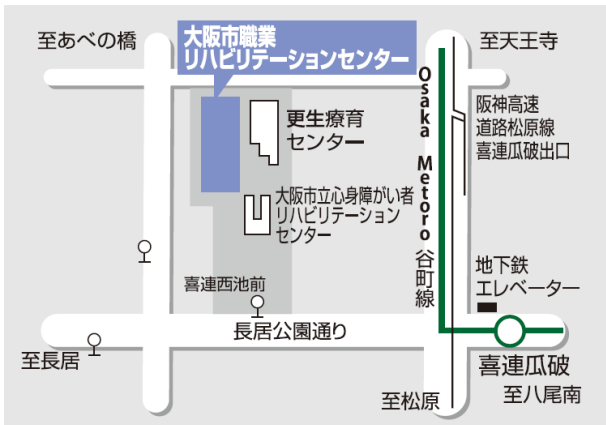 至あべの橋
大阪市職業
リハビリテーションセンター
至天王寺
阪神高速
道路松原線
喜連瓜破出口
更生療育
センター
Osaka Metoro 谷町線
大阪市立心身障がい者
リハビリテーション
センター
地下鉄
エレベーター
喜連西池前
長居公園通り
至長居
喜連瓜破
至八尾南
至松原